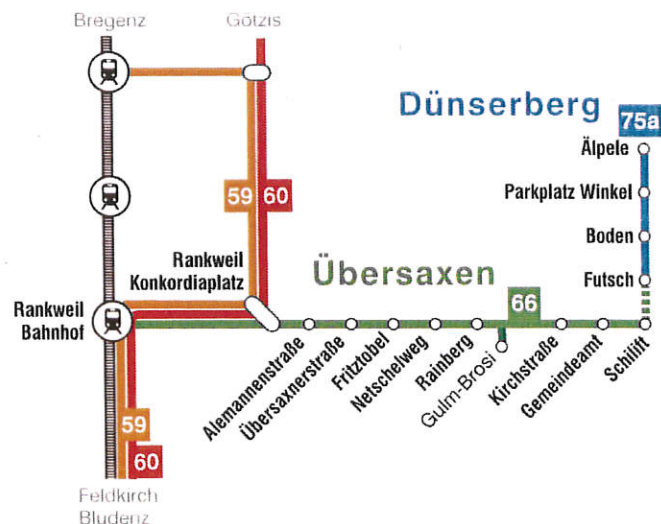 Bregenz
Götzis
Dünserberg
75a
Älpele
Parkplatz Winkel
Boden
Futsch
59
60
Rankweil
Konkordiaplatz
Übersaxen
66
Rankweil
Bahnhof
Alemannenstraße
Übersaxnerstraße
Fritztobel
Netschelweg
Rainberg
Gulm-Brosi
Kirchstraße
Gemeindeamt
Schilift
59
60
Feldkirch
Bludenz